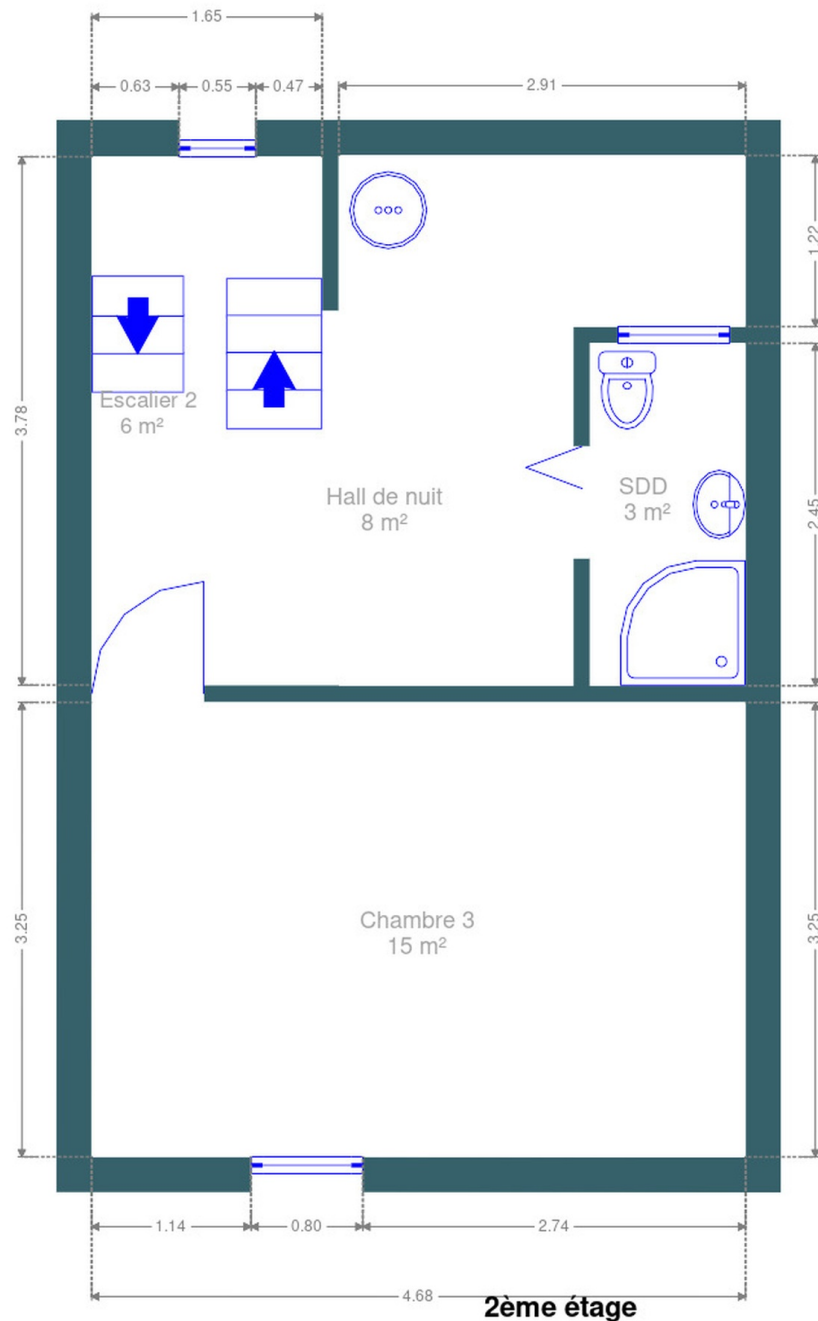 1.65
0.63
0.55
0.47
2.91
1.22
3.78
Escalier 2
6 m²
Hall de nuit
8 m²
SDD
3 m²
2.45
Chambre 3
15 m²
3.25
3.25
1.14
0.80
2.74
4.68
2ème étage